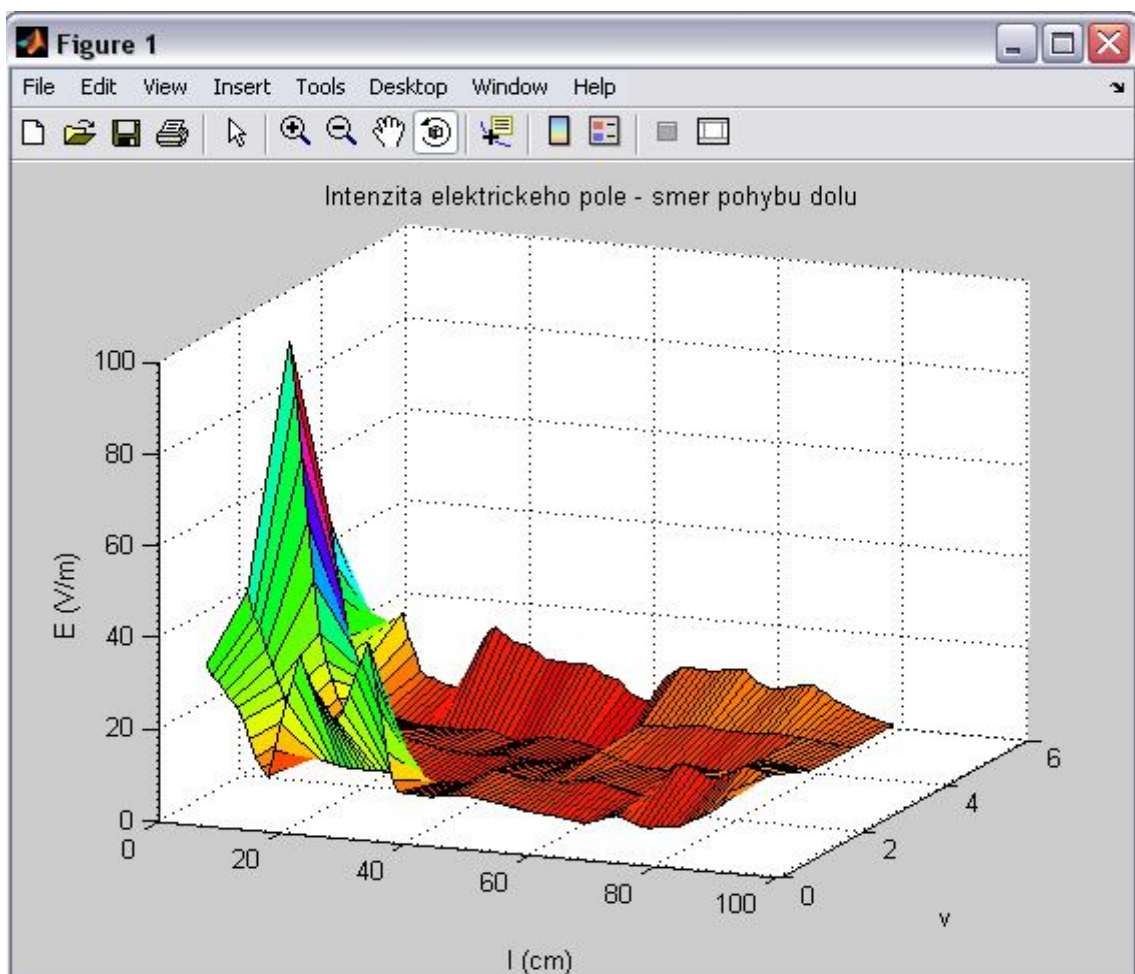 Figure 1
File Edit View Insert Tools Desktop Window Help
Intenzita elektrickeho pole - smer pohybu dolu
100
80
60
40
20
0
E (V/m)
0
20
40
60
80
100
l (cm)
0
2
4
6
v